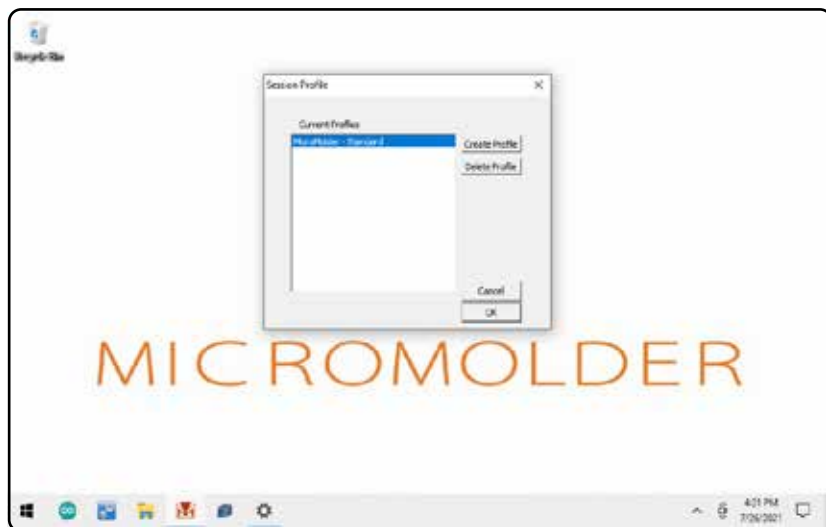 Recycle Bin
Session Profile
Current Profiles
MicroMolder - Standard
Create Profile
Delete Profile
Cancel
OK
MICROMOLDER
4:21 PM
7/26/2021